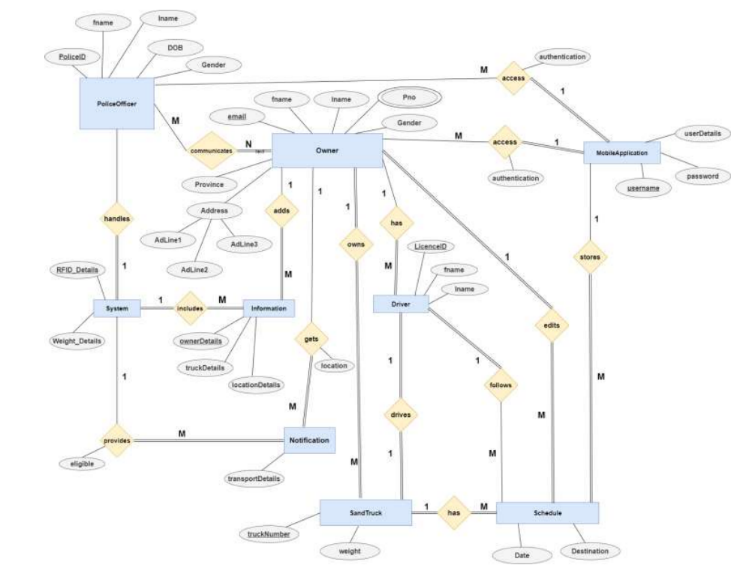 fname
lname
PoliceID
DOB
Gender
PoliceOfficer
M
access
authentication
1
fname
lname
Pno
email
Gender
M
communicates
N
Owner
M
access
1
authentication
MobileApplication
userDetails
password
username
Province
Address
AdLine1
AdLine2
AdLine3
1
adds
M
1
gets
location
M
1
owns
M
1
has
M
1
edits
M
1
stores
M
handles
1
RFID_Details
System
Weight_Details
1
includes
M
Information
ownerDetails
truckDetails
locationDetails
LicenceID
fname
lname
Driver
1
drives
1
1
follows
M
1
provides
eligible
M
Notification
transportDetails
SandTruck
truckNumber
weight
1
has
M
Schedule
Date
Destination